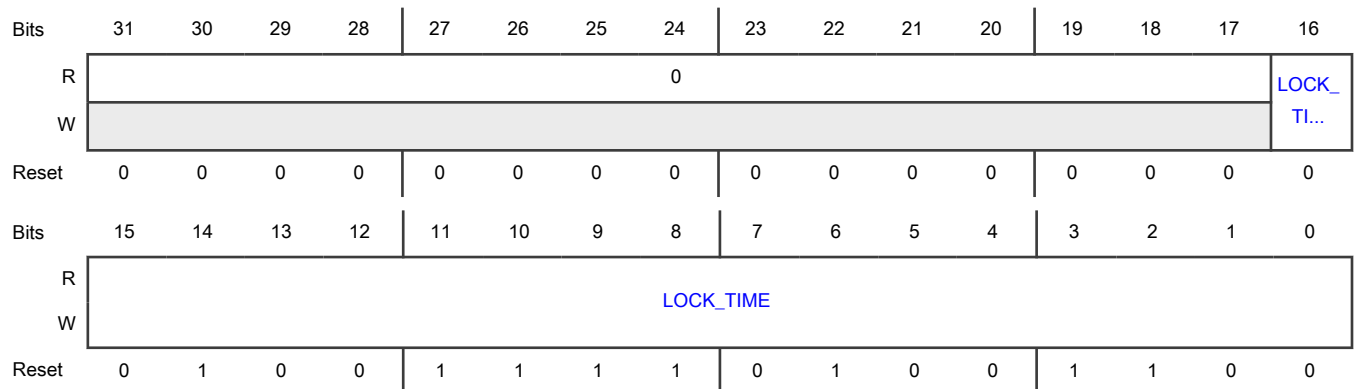 Bits 31 30 29 28 27 26 25 24 23 22 21 20 19 18 17 16
R 0 LOCK_
W TI...
Reset 0 0 0 0 0 0 0 0 0 0 0 0 0 0 0 0
Bits 15 14 13 12 11 10 9 8 7 6 5 4 3 2 1 0
R
LOCK_TIME
W
Reset 0 1 0 0 1 1 1 1 0 1 0 0 1 1 0 0